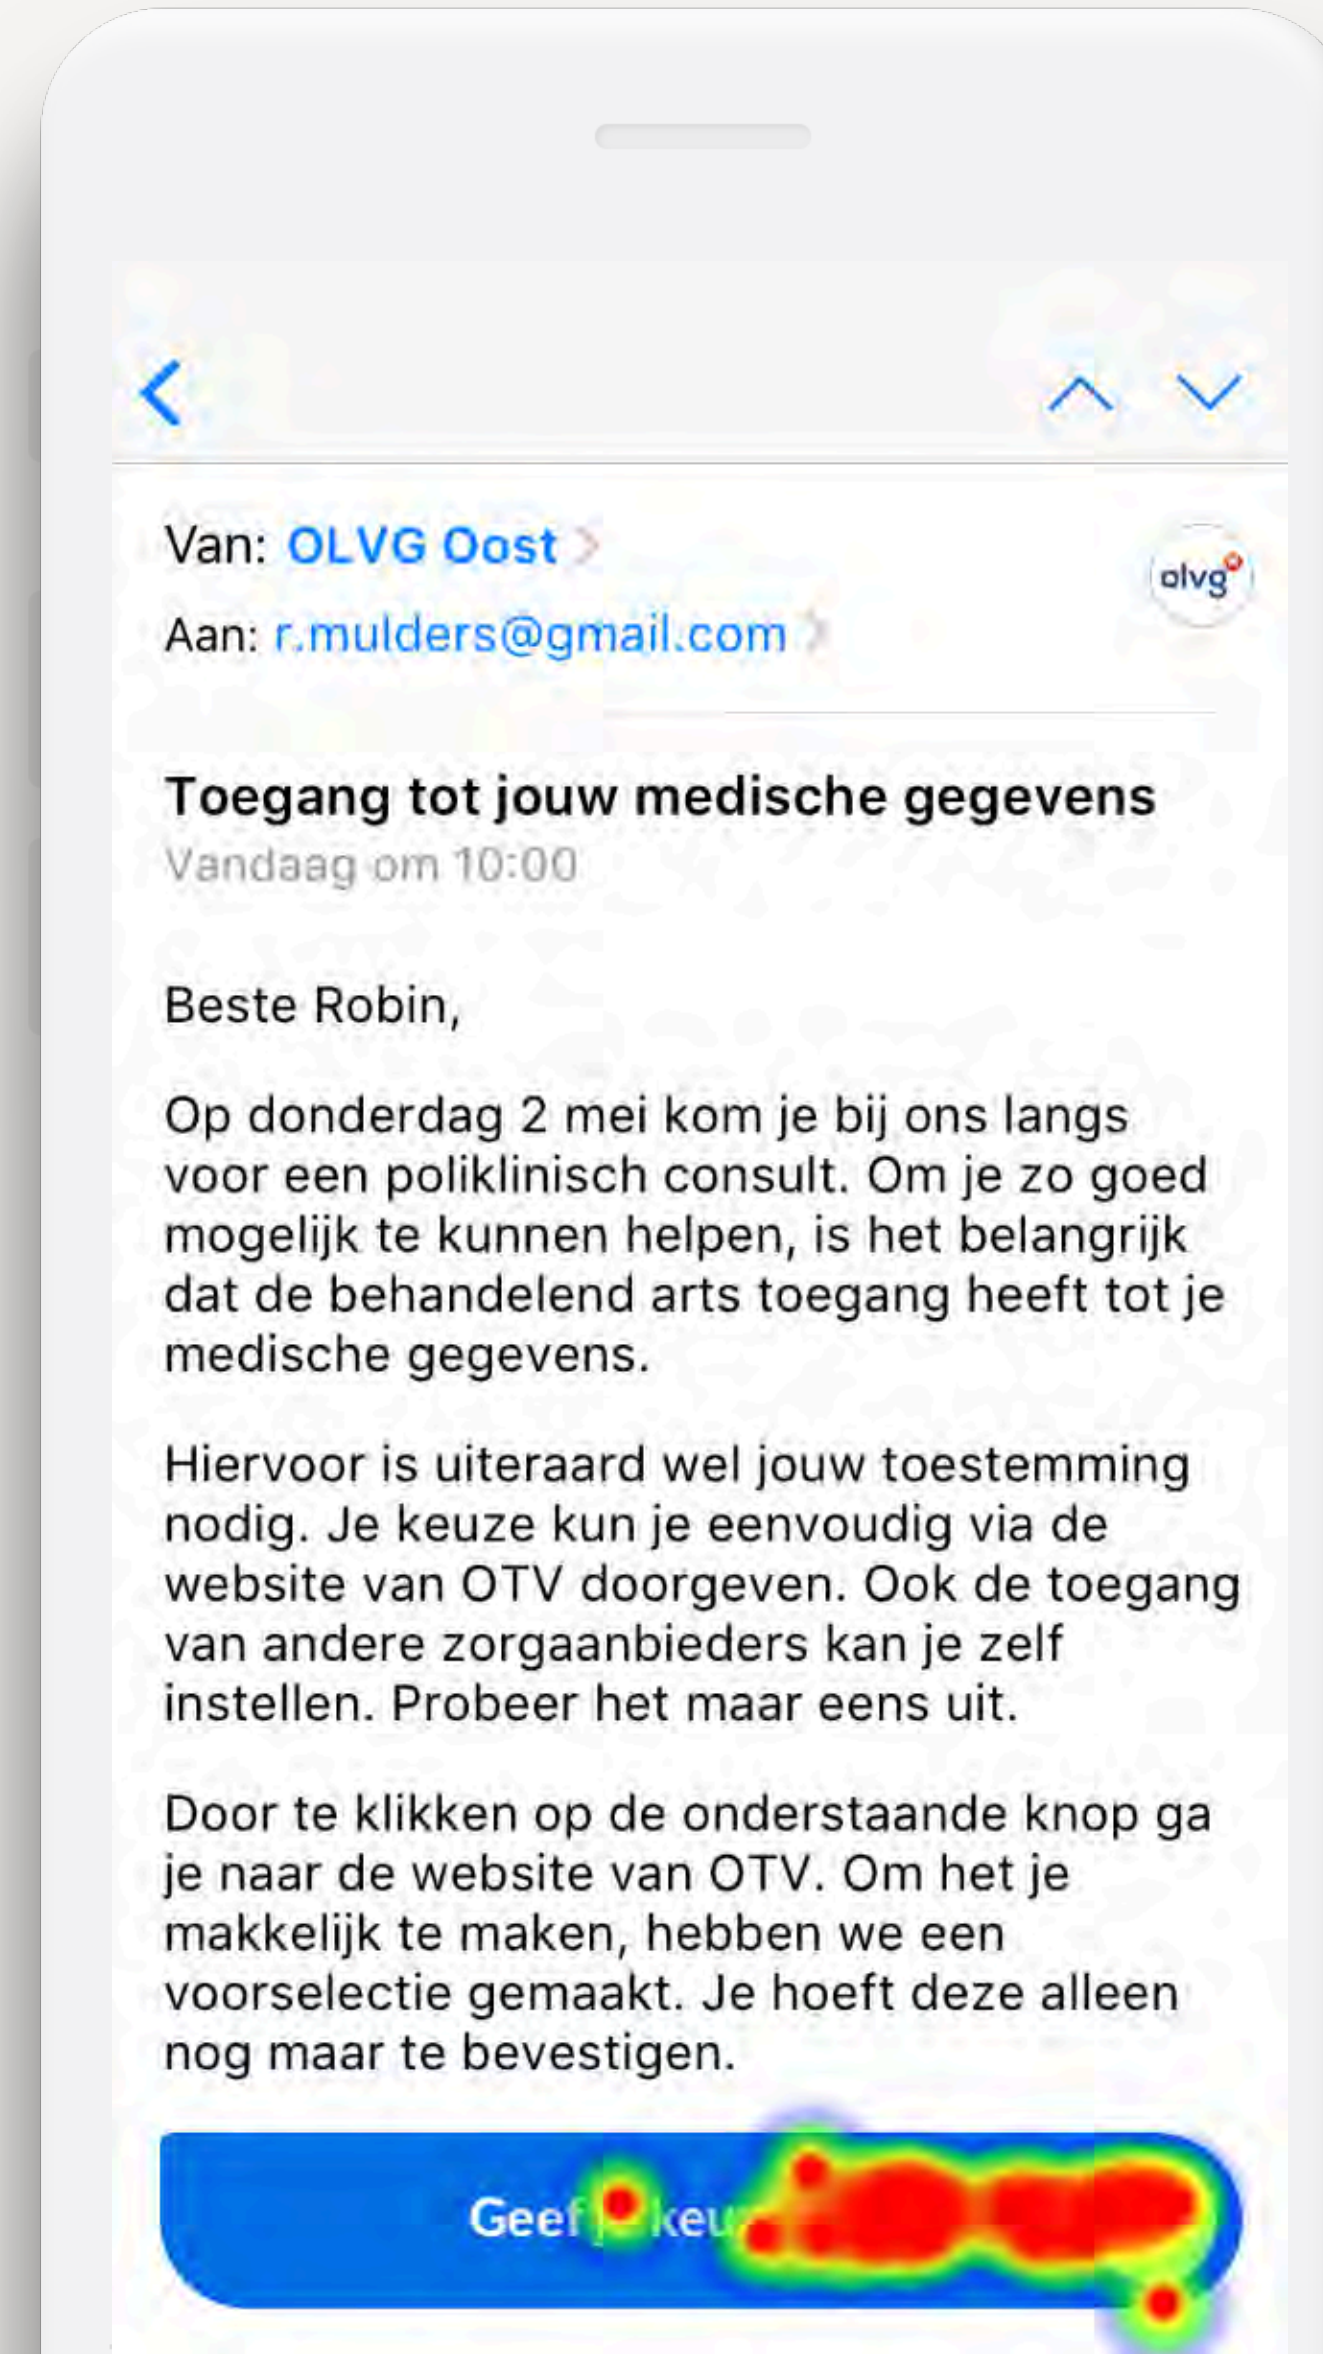 Van: OLVG Oost
olvg
Aan: r.mulders@gmail.com
Toegang tot jouw medische gegevens
Vandaag om 10:00
Beste Robin,
Op donderdag 2 mei kom je bij ons langs
voor een poliklinisch consult. Om je zo goed
mogelijk te kunnen helpen, is het belangrijk
dat de behandelend arts toegang heeft tot je
medische gegevens.
Hiervoor is uiteraard wel jouw toestemming
nodig. Je keuze kun je eenvoudig via de
website van OTV doorgeven. Ook de toegang
van andere zorgaanbieders kan je zelf
instellen. Probeer het maar eens uit.
Door te klikken op de onderstaande knop ga
je naar de website van OTV. Om het je
makkelijk te maken, hebben we een
voorselectie gemaakt. Je hoeft deze alleen
nog maar te bevestigen.
Geef